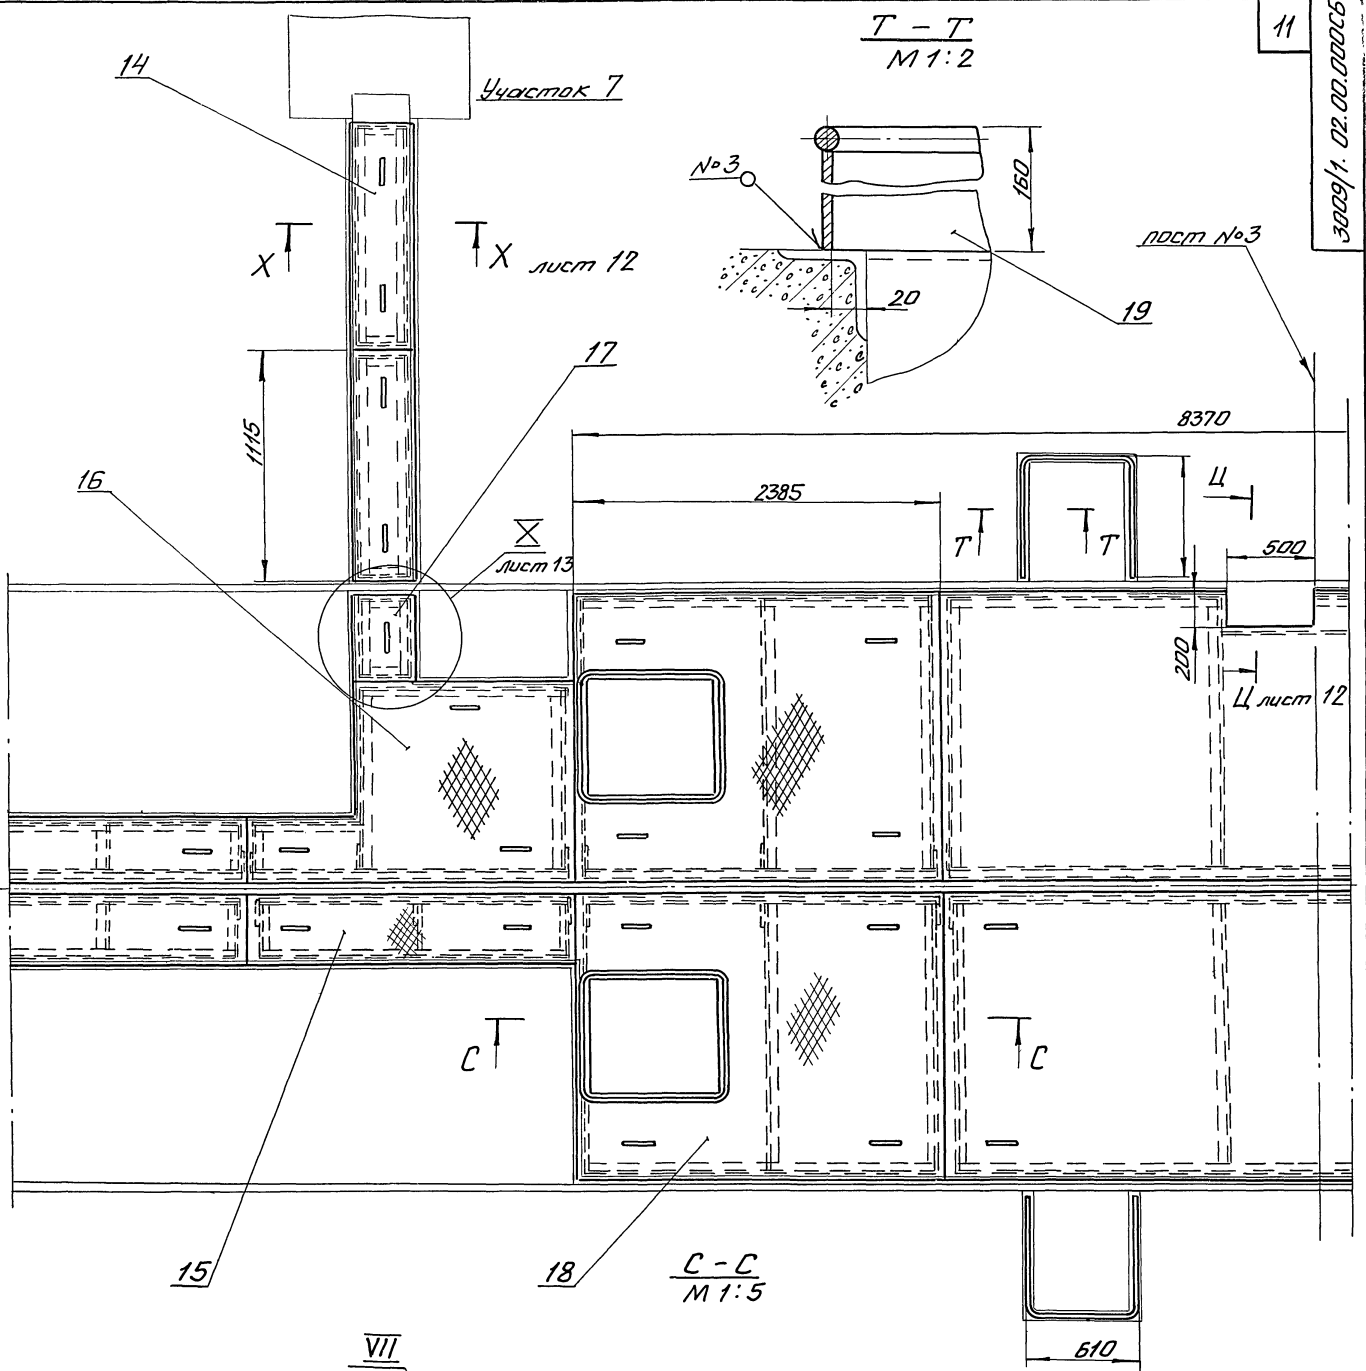 11
3009/1. 02.00.000СБ
Т - Т
М 1:2
14
Участок 7
№3
160
пост №3
Х
Х
лист 12
20
19
17
1115
8370
16
2385
Ц
X
лист 13
Т
Т
500
200
Ц лист 12
С
С
15
18
С - С
М 1:5
VII
610